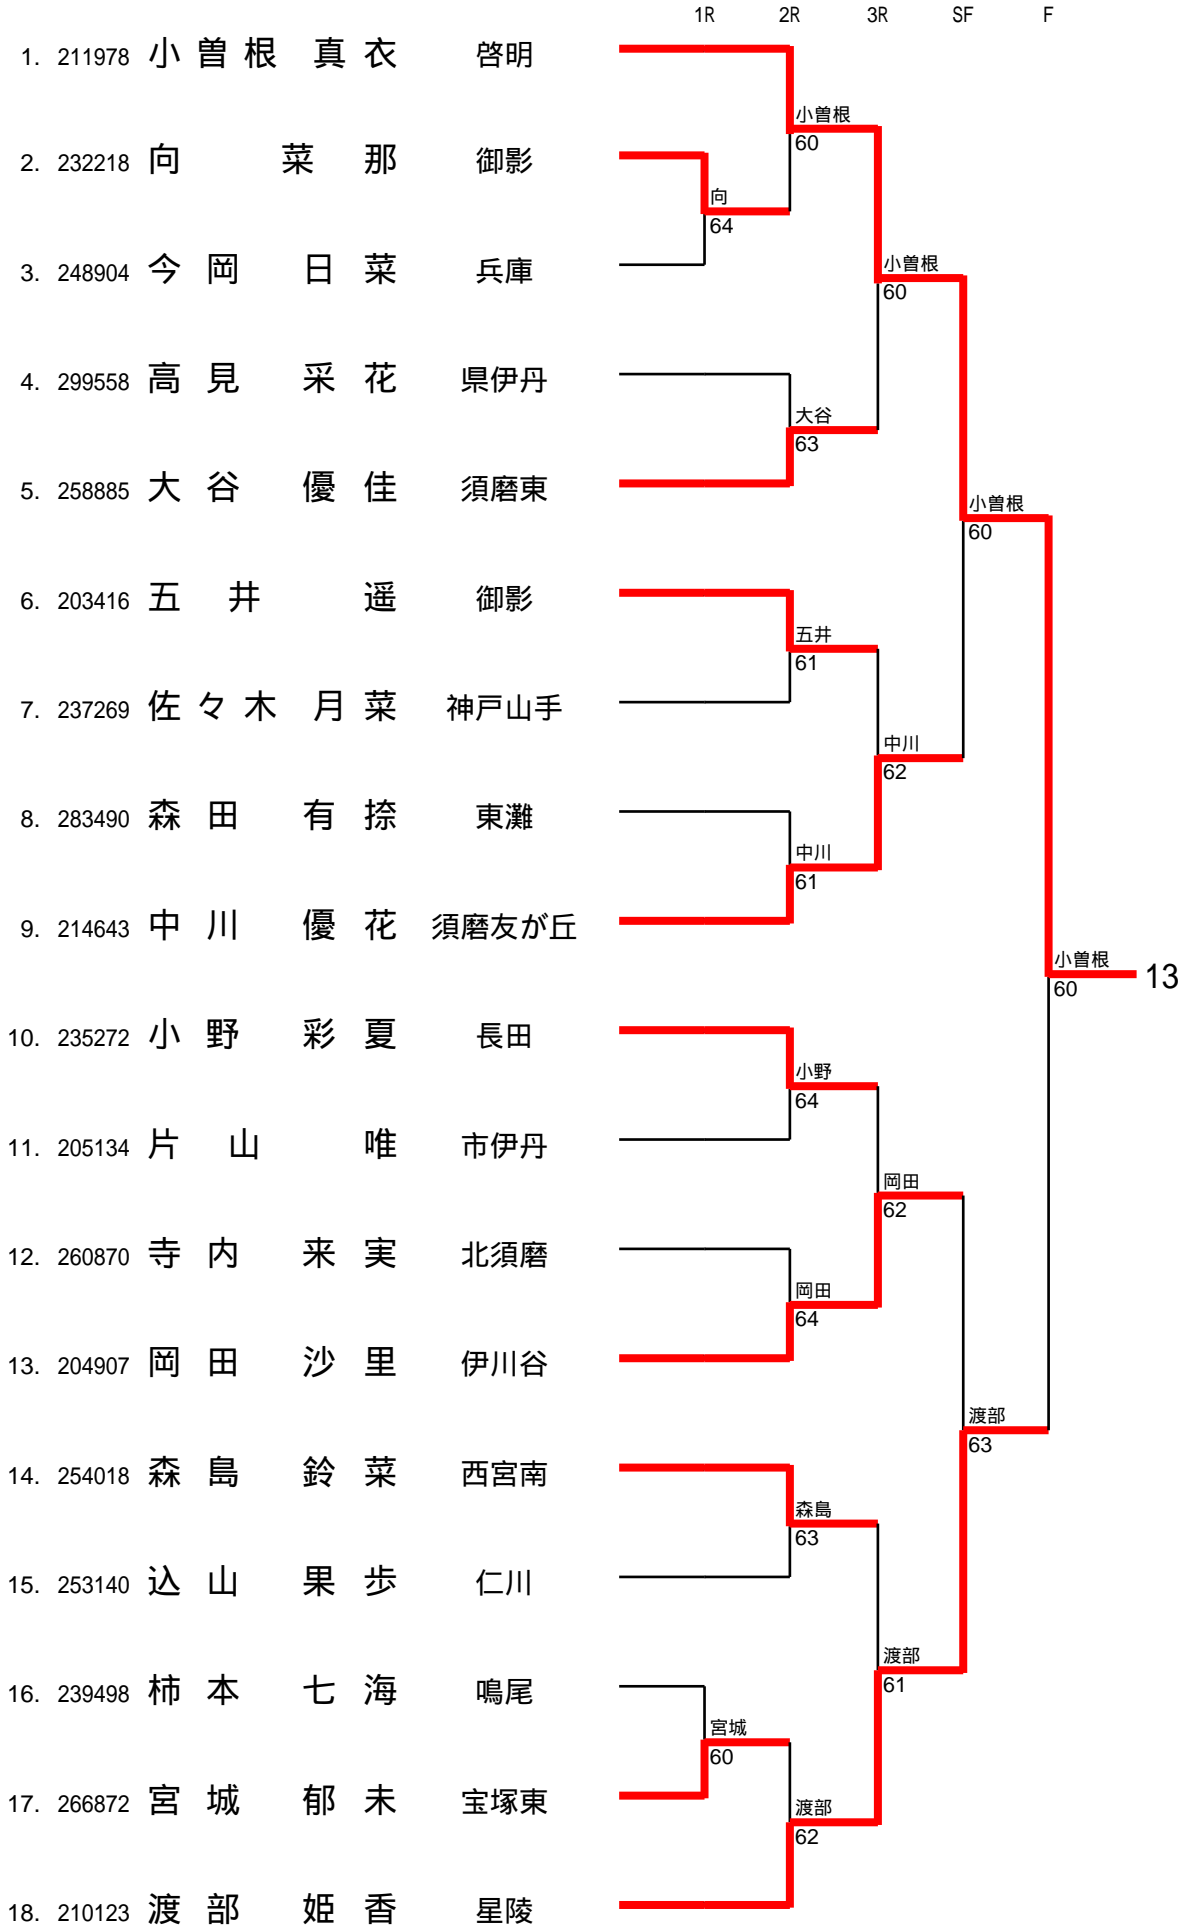 1R 2R 3R SF F
1. 211978 小曽根 真衣 啓明
小曽根
60
2. 232218 向 菜那 御影
向
64
3. 248904 今岡 日菜 兵庫
小曽根
60
4. 299558 高見 采花 県伊丹
大谷
63
5. 258885 大谷 優佳 須磨東
小曽根
60
6. 203416 五井 遥 御影
五井
61
7. 237269 佐々木 月菜 神戸山手
中川
62
8. 283490 森田 有捺 東灘
中川
61
9. 214643 中川 優花 須磨友が丘
小曽根
60
13
10. 235272 小野 彩夏 長田
小野
64
11. 205134 片山 唯 市伊丹
岡田
62
12. 260870 寺内 来実 北須磨
岡田
64
13. 204907 岡田 沙里 伊川谷
渡部
63
14. 254018 森島 鈴菜 西宮南
森島
63
15. 253140 込山 果歩 仁川
渡部
61
16. 239498 柿本 七海 鳴尾
宮城
60
17. 266872 宮城 郁未 宝塚東
渡部
62
18. 210123 渡部 姫香 星陵